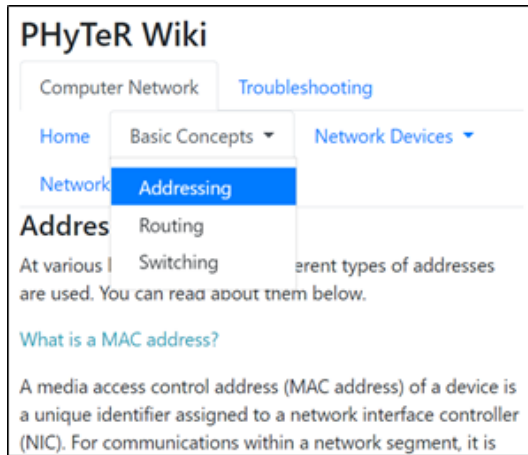 PHyTeR Wiki
Computer Network Troubleshooting
Home Basic Concepts Network Devices
Network
Addressing
Routing
Switching
Addres
At various erent types of addresses
are used. You can read about them below.
What is a MAC address?
A media access control address (MAC address) of a device is
a unique identifier assigned to a network interface controller
(NIC). For communications within a network segment, it is